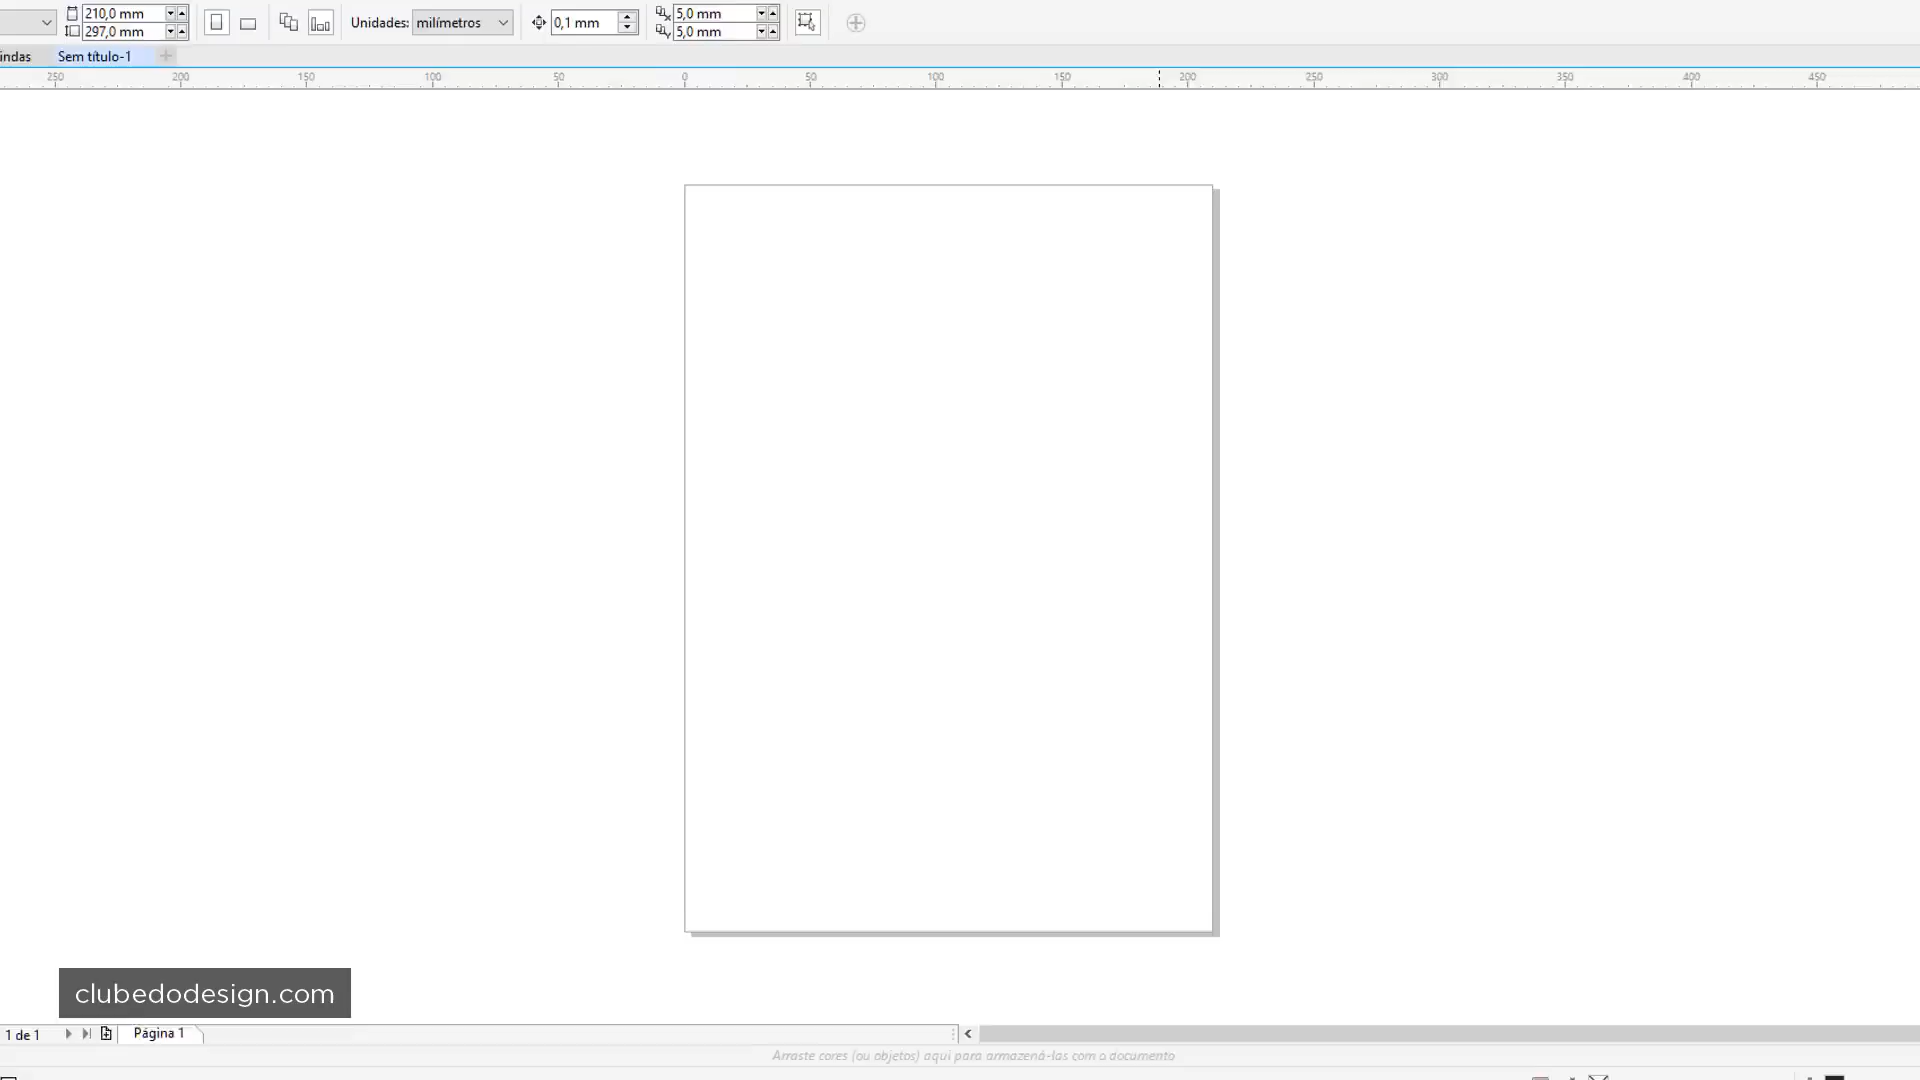 210,0 mm
297,0 mm
Unidades: milímetros
0,1 mm
5,0 mm
5,0 mm
indas
Sem título-1
250 200 150 100 50 0 50 100 150 200 250 300 350 400 450
clubedodesign.com
1 de 1
Página 1
Arraste cores (ou objetos) aqui para armazená-las com o documento